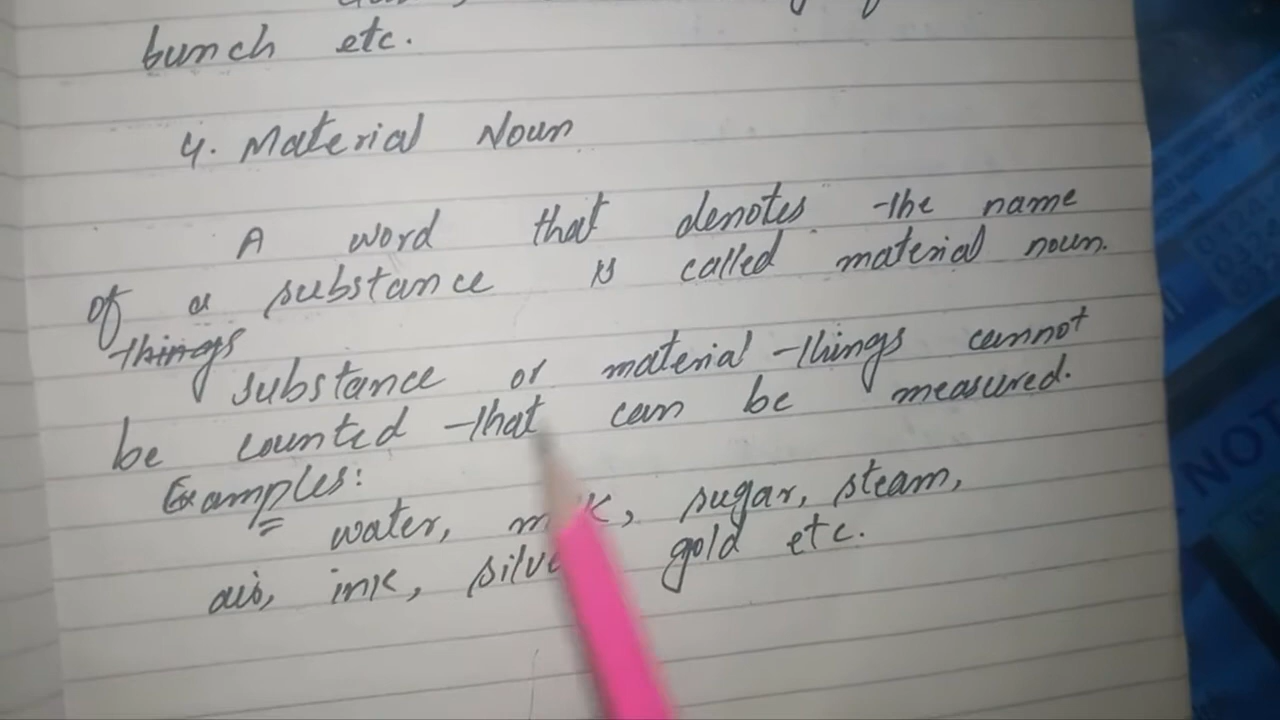 bunch etc.
4. Material Noun
A word that denotes the name
of a substance is called material noun.
things
substance or material things cannot
be counted that can be measured.
Examples:
water, sugar, steam,
air, ink, gold etc.
NOT